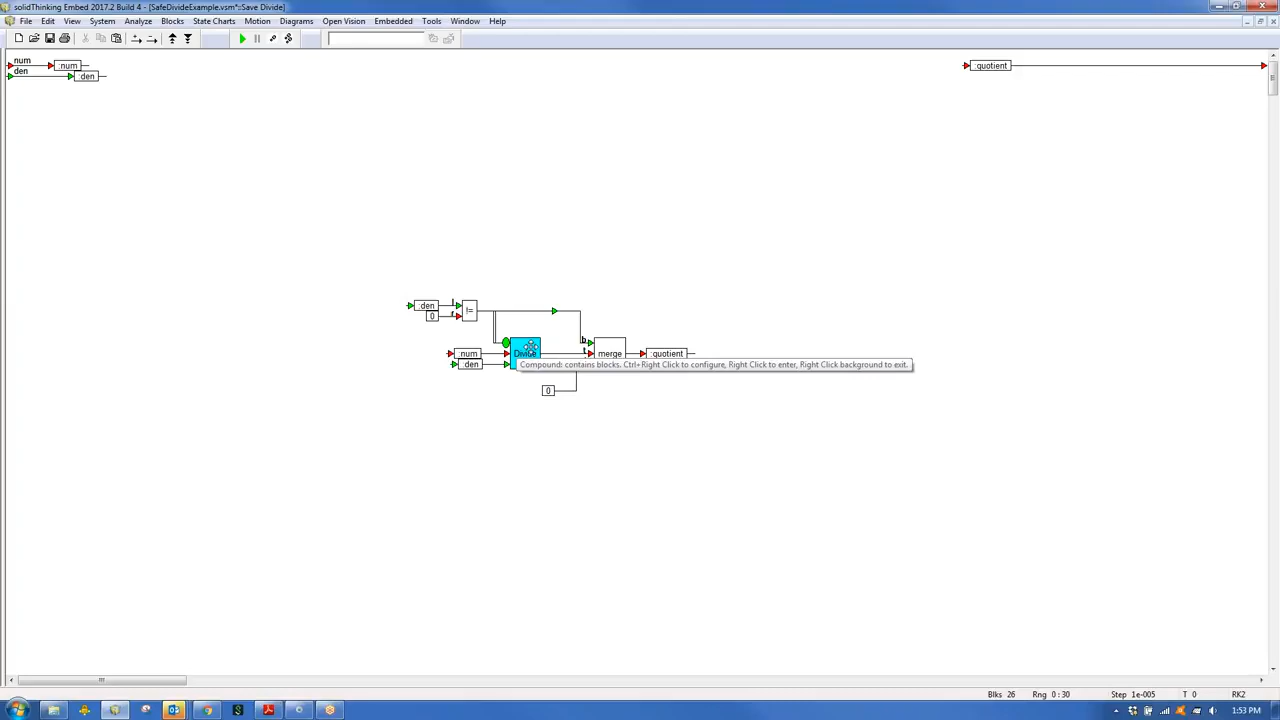 solidThinking Embed 2017.2 Build 4 - [SafeDivideExample.vsm*::Save Divide]
File Edit View System Analyze Blocks State Charts Motion Diagrams Open Vision Embedded Tools Window Help
num :num
den :den
:quotient
:den l
!=
0 r
b
:num Divide t merge :quotient
:den
Compound: contains blocks. Ctrl+Right Click to configure, Right Click to enter, Right Click background to exit.
0
Blks 26 Rng 0:30 Step 1e-005 T 0 RK2
1:53 PM